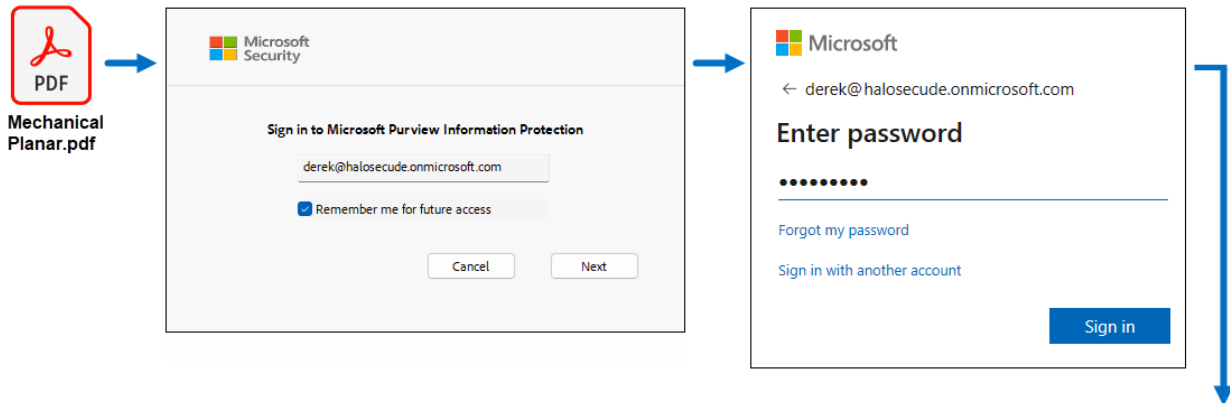 PDF
Mechanical
Planar.pdf
Microsoft
Security
Sign in to Microsoft Purview Information Protection
derek@halosecude.onmicrosoft.com
Remember me for future access
Cancel
Next
Microsoft
← derek@halosecude.onmicrosoft.com
Enter password
•••••••••
Forgot my password
Sign in with another account
Sign in